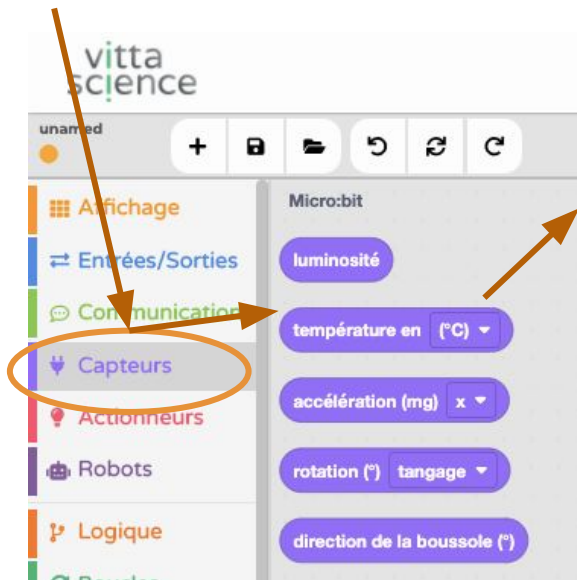 vitta
science
unamed
Affichage
Entrées/Sorties
Communication
Capteurs
Actionneurs
Robots
Logique
Boucles
Micro:bit
luminosité
température en (°C)
accélération (mg) x
rotation (°) tangage
direction de la boussole (°)